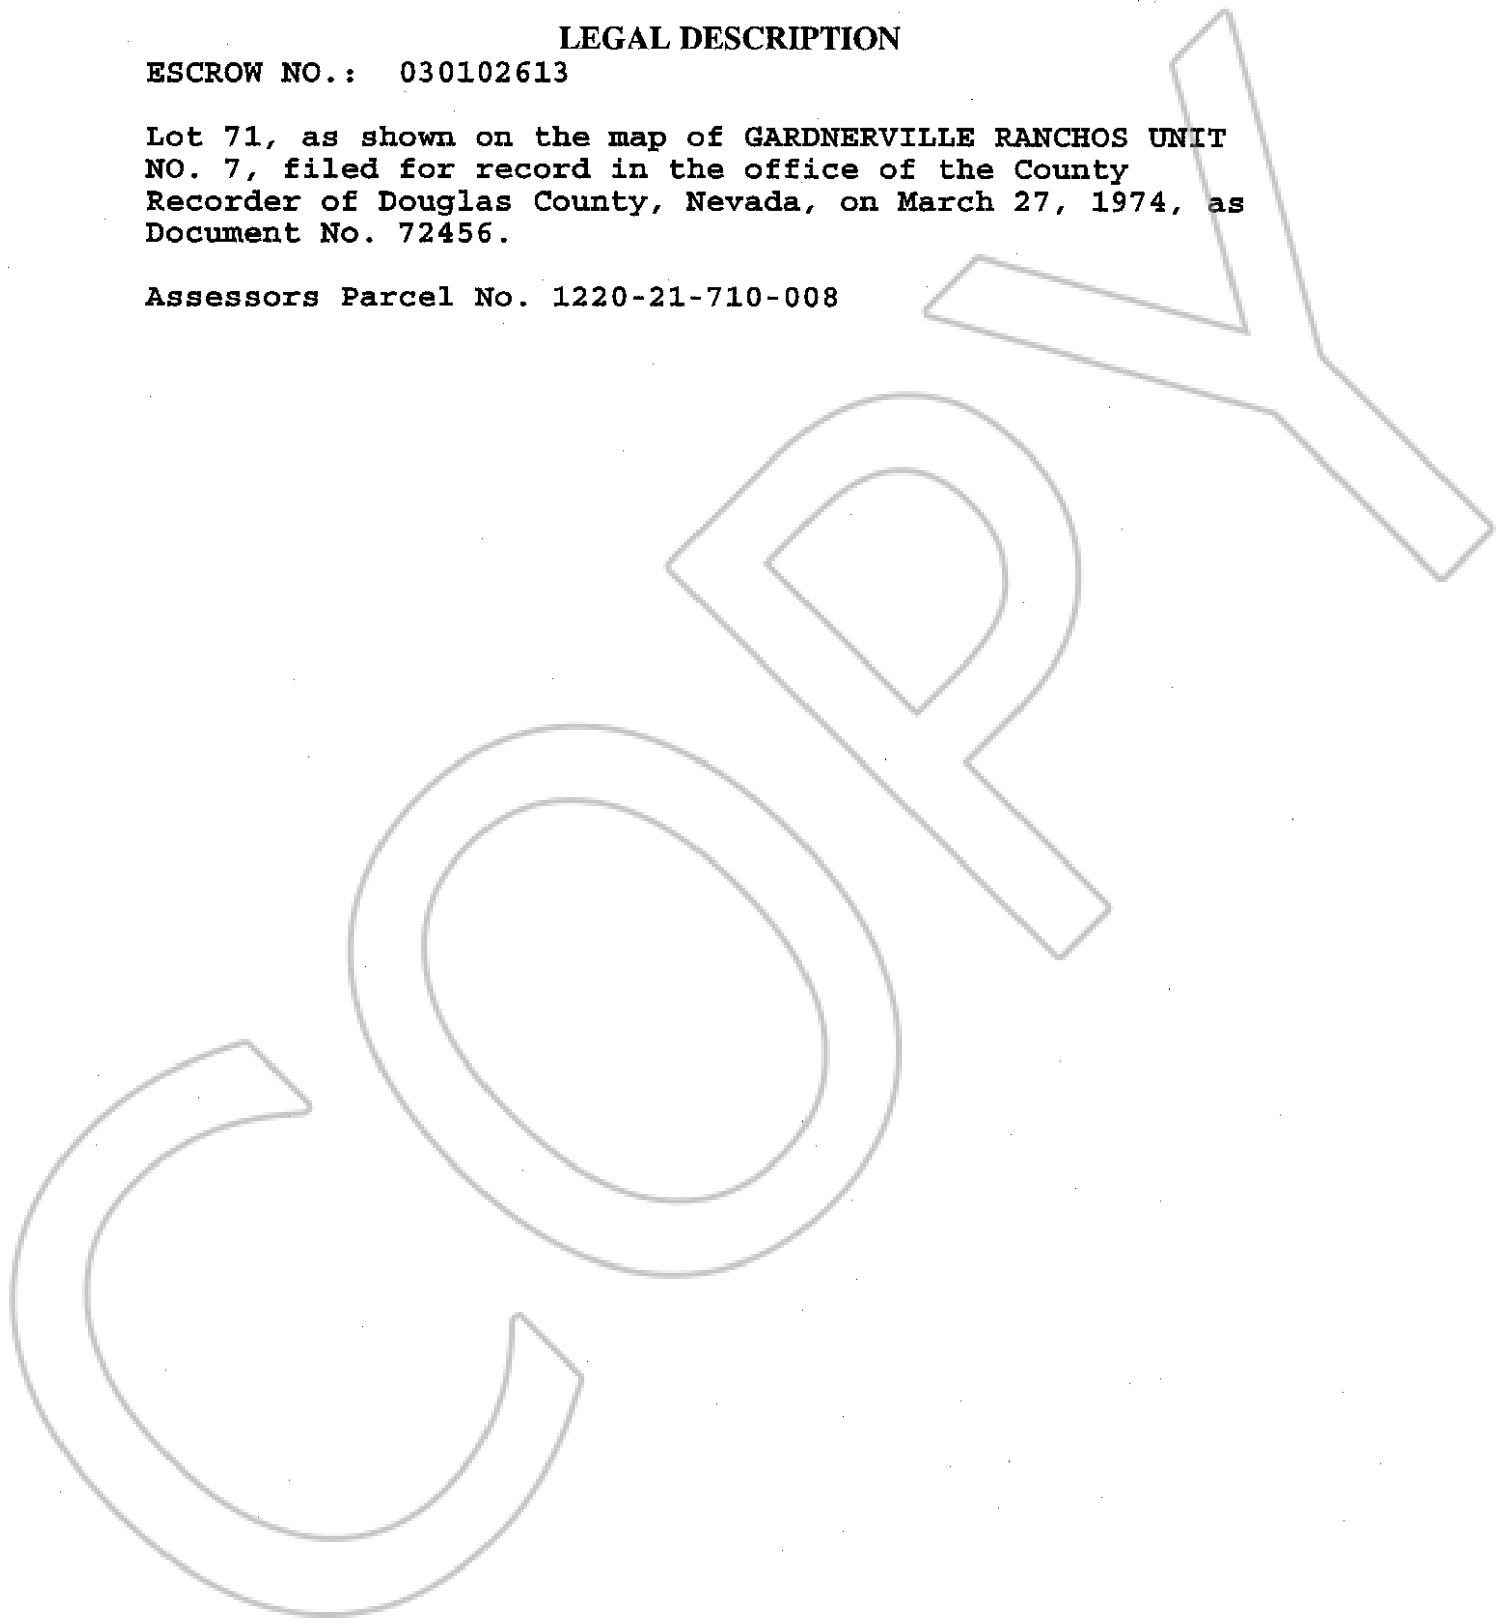 LEGAL DESCRIPTION
ESCROW NO.: 030102613
Lot 71, as shown on the map of GARDNERVILLE RANCHOS UNIT
NO. 7, filed for record in the office of the County
Recorder of Douglas County, Nevada, on March 27, 1974, as
Document No. 72456.
Assessors Parcel No. 1220-21-710-008
COPY